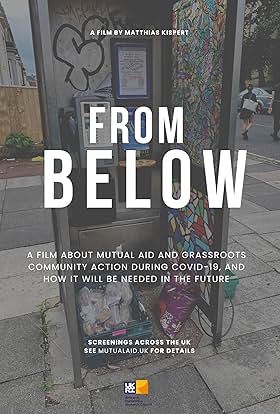 A FILM BY MATTHIAS KISPERT
FROM
BELOW
A FILM ABOUT MUTUAL AID AND GRASSROOTS
COMMUNITY ACTION DURING COVID-19, AND
HOW IT WILL BE NEEDED IN THE FUTURE
SCREENINGS ACROSS THE UK
SEE MUTUALAID.UK FOR DETAILS